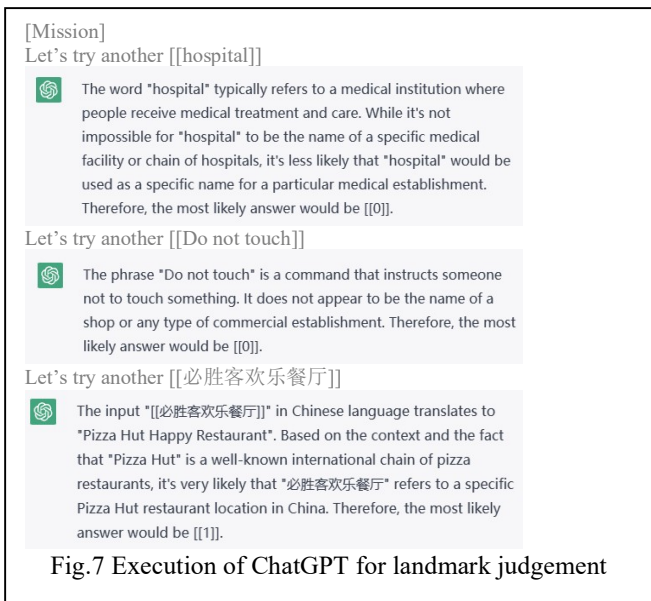 [Mission]
Let’s try another [[hospital]]
The word "hospital" typically refers to a medical institution where
people receive medical treatment and care. While it's not
impossible for "hospital" to be the name of a specific medical
facility or chain of hospitals, it's less likely that "hospital" would be
used as a specific name for a particular medical establishment.
Therefore, the most likely answer would be [[0]].
Let’s try another [[Do not touch]]
The phrase "Do not touch" is a command that instructs someone
not to touch something. It does not appear to be the name of a
shop or any type of commercial establishment. Therefore, the most
likely answer would be [[0]].
Let’s try another [[必胜客欢乐餐厅]]
The input "[[必胜客欢乐餐厅]]" in Chinese language translates to
"Pizza Hut Happy Restaurant". Based on the context and the fact
that "Pizza Hut" is a well-known international chain of pizza
restaurants, it's very likely that "必胜客欢乐餐厅" refers to a specific
Pizza Hut restaurant location in China. Therefore, the most likely
answer would be [[1]].
Fig.7 Execution of ChatGPT for landmark judgement